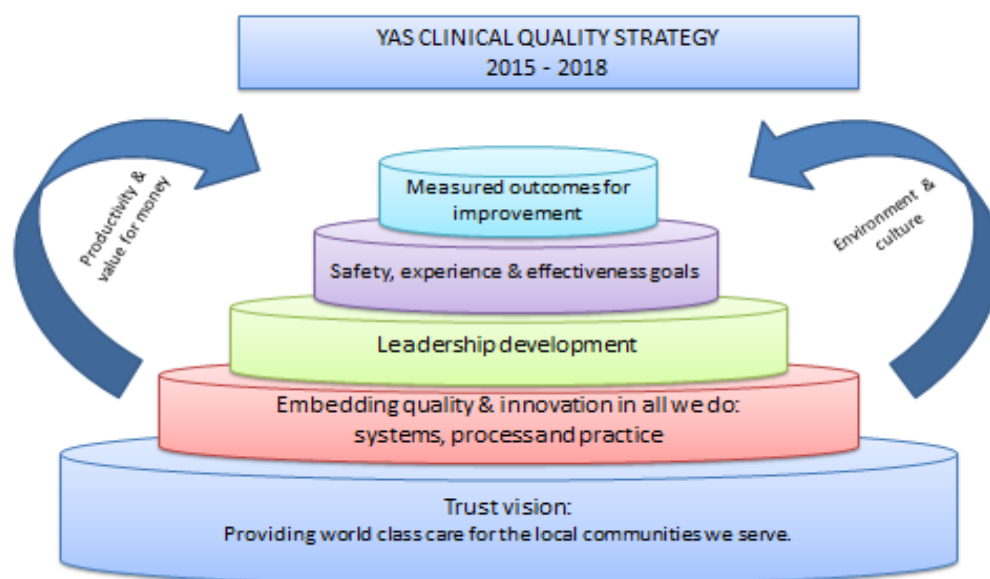 YAS CLINICAL QUALITY STRATEGY
2015 - 2018
Productivity &
value for money
Environment &
culture
Measured outcomes for
improvement
Safety, experience & effectiveness goals
Leadership development
Embedding quality & innovation in all we do:
systems, process and practice
Trust vision:
Providing world class care for the local communities we serve.